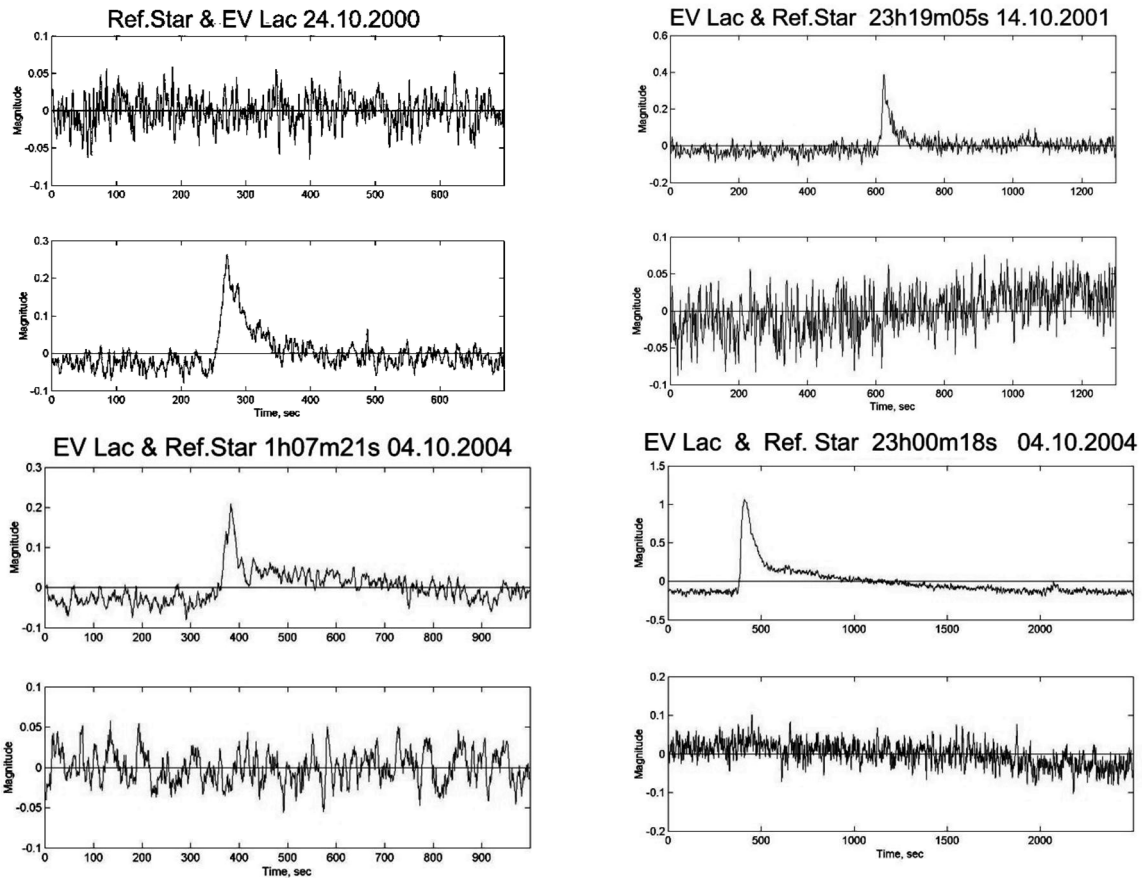 Ref.Star & EV Lac 24.10.2000
0.1
0.05
0
-0.05
0.1
Magnitude
0 100 200 300 400 500 600
0.3
0.2
0.1
0
-0.1
Magnitude
0 100 200 300 400 500 600
Time, sec
EV Lac & Ref.Star 23h19m05s 14.10.2001
0.6
0.4
0.2
0
-0.2
Magnitude
0 200 400 600 800 1000 1200
0.1
0.05
0
-0.05
-0.1
Magnitude
0 200 400 600 800 1000 1200
Time, sec
EV Lac & Ref.Star 1h07m21s 04.10.2004
0.3
0.2
0.1
0
-0.1
Magnitude
0 100 200 300 400 500 600 700 800 900
0.1
0.05
0
-0.05
-0.1
Magnitude
0 100 200 300 400 500 600 700 800 900
Time, sec
EV Lac & Ref. Star 23h00m18s 04.10.2004
1.5
1
0.5
0
-0.5
Magnitude
0 500 1000 1500 2000
0.2
0.1
0
-0.1
-0.2
Magnitude
0 500 1000 1500 2000
Time, sec